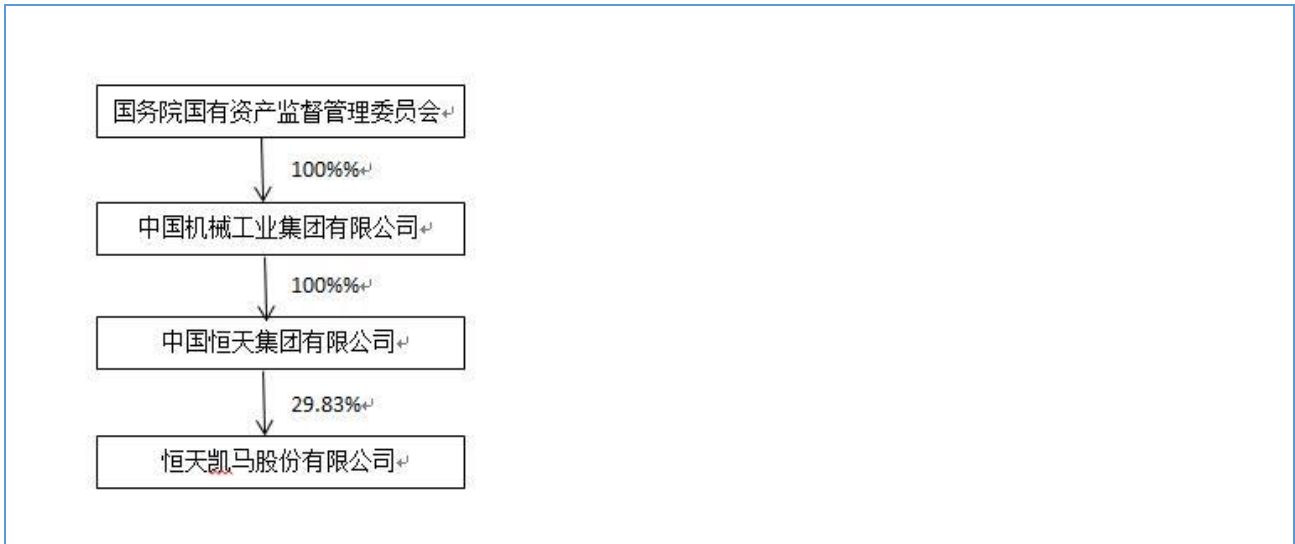 国务院国有资产监督管理委员会↵
100%%↵
中国机械工业集团有限公司↵
100%%↵
中国恒天集团有限公司↵
29.83%↵
恒天凯马股份有限公司↵